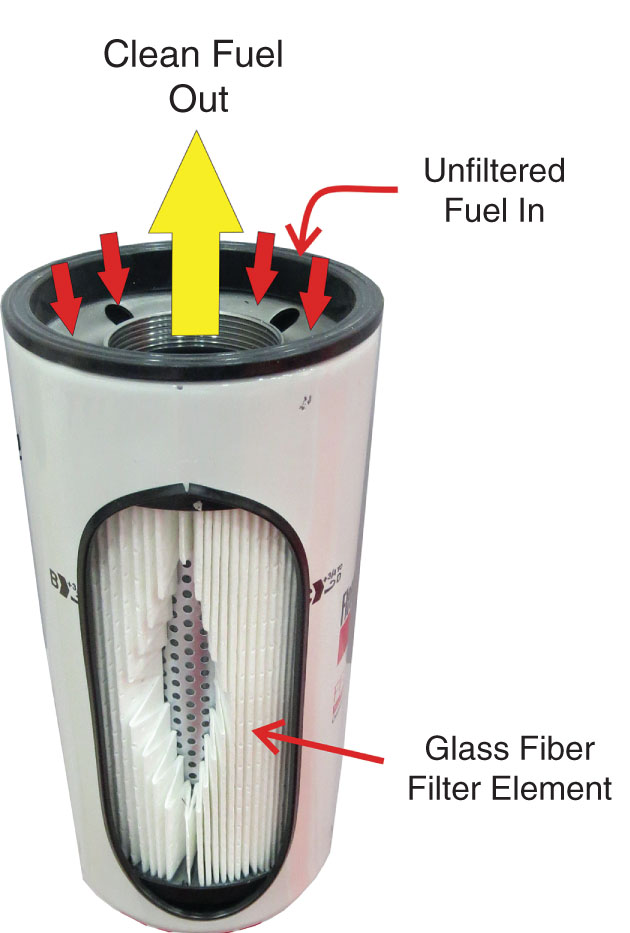 Clean Fuel
Out
Unfiltered
Fuel In
Glass Fiber
Filter Element